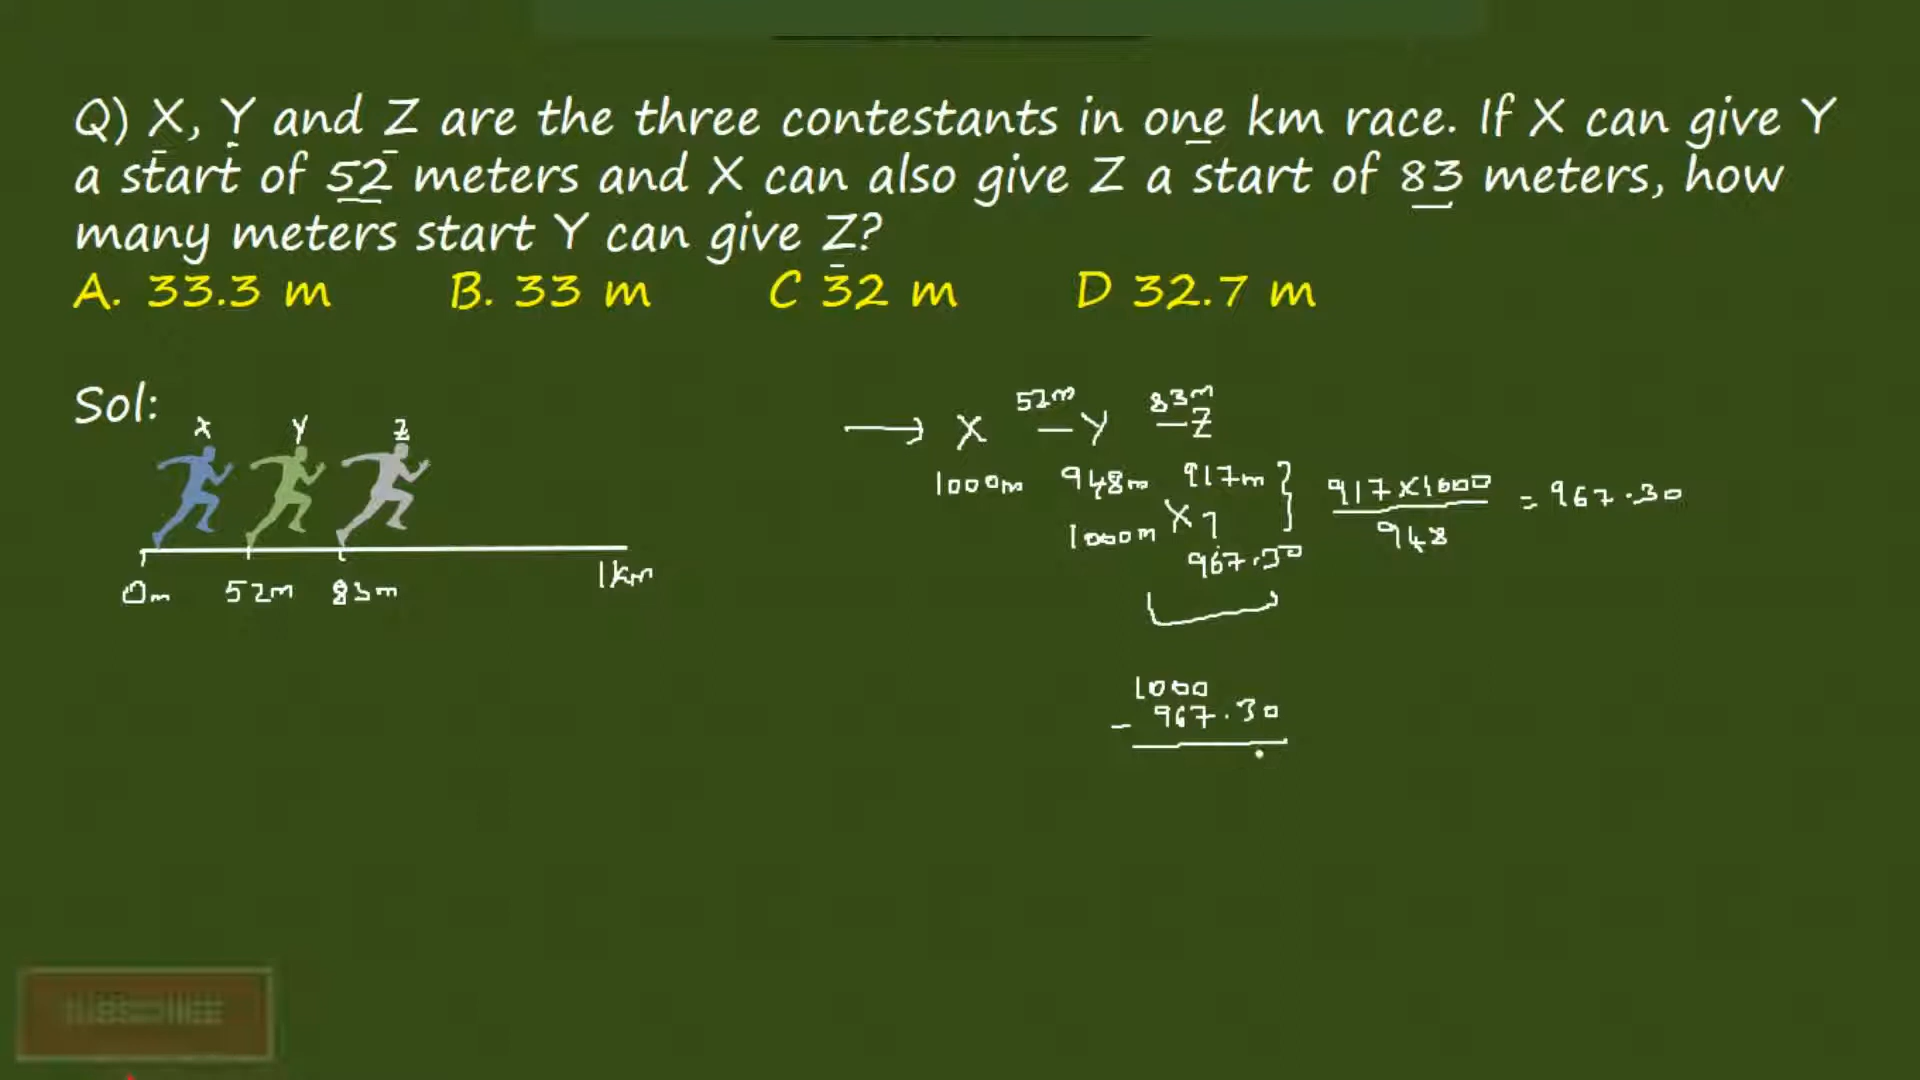 Q) X, Y and Z are the three contestants in one km race. If X can give Y
a start of 52 meters and X can also give Z a start of 83 meters, how
many meters start Y can give Z?
A. 33.3 m B. 33 m C 32 m D 32.7 m
Sol:
X Y Z
0m 52m 83m 1km
52m 83m
→ X — Y — Z
1000m 948m 917m } 917 X 1000 / 948 = 967.30
1000m X ?
967.30
1000
- 967.30